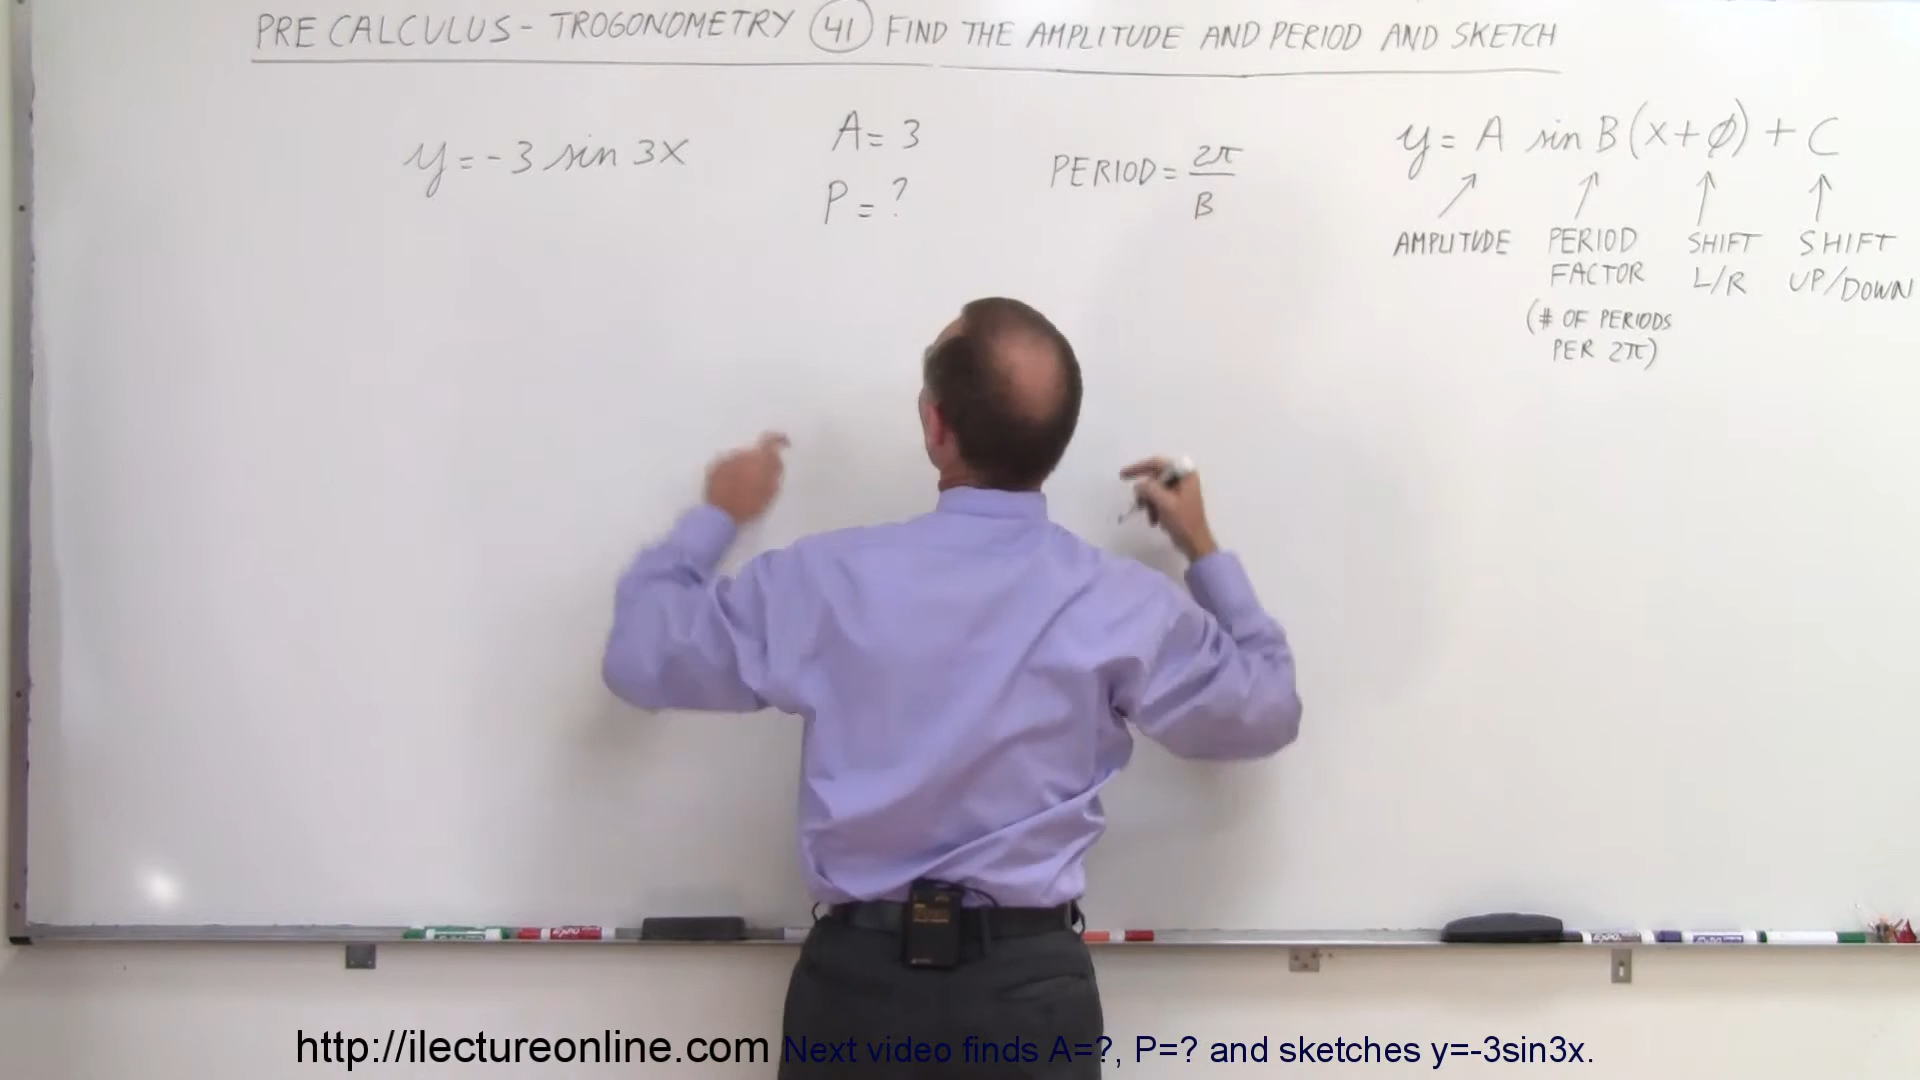 PRE CALCULUS - TROGONOMETRY 41 FIND THE AMPLITUDE AND PERIOD AND SKETCH
y = -3 sin 3x
A = 3
P = ?
PERIOD = 2π/B
y = A sin B(x+ϕ) + C
AMPLITUDE
PERIOD FACTOR
(# OF PERIODS
PER 2π)
SHIFT
L/R
SHIFT
UP/DOWN
http://ilectureonline.com Next video finds A=?, P=? and sketches y=-3sin3x.